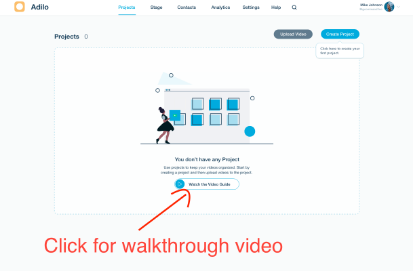 Adilo
Projects Stage Contacts Analytics Settings Help
Projects 0
Upload Video Create Project
Click here to create your first project
You don't have any Project
Use projects to keep your videos organized. Start by
creating a project and then upload videos to the project.
Watch the Video Guide
Click for walkthrough video